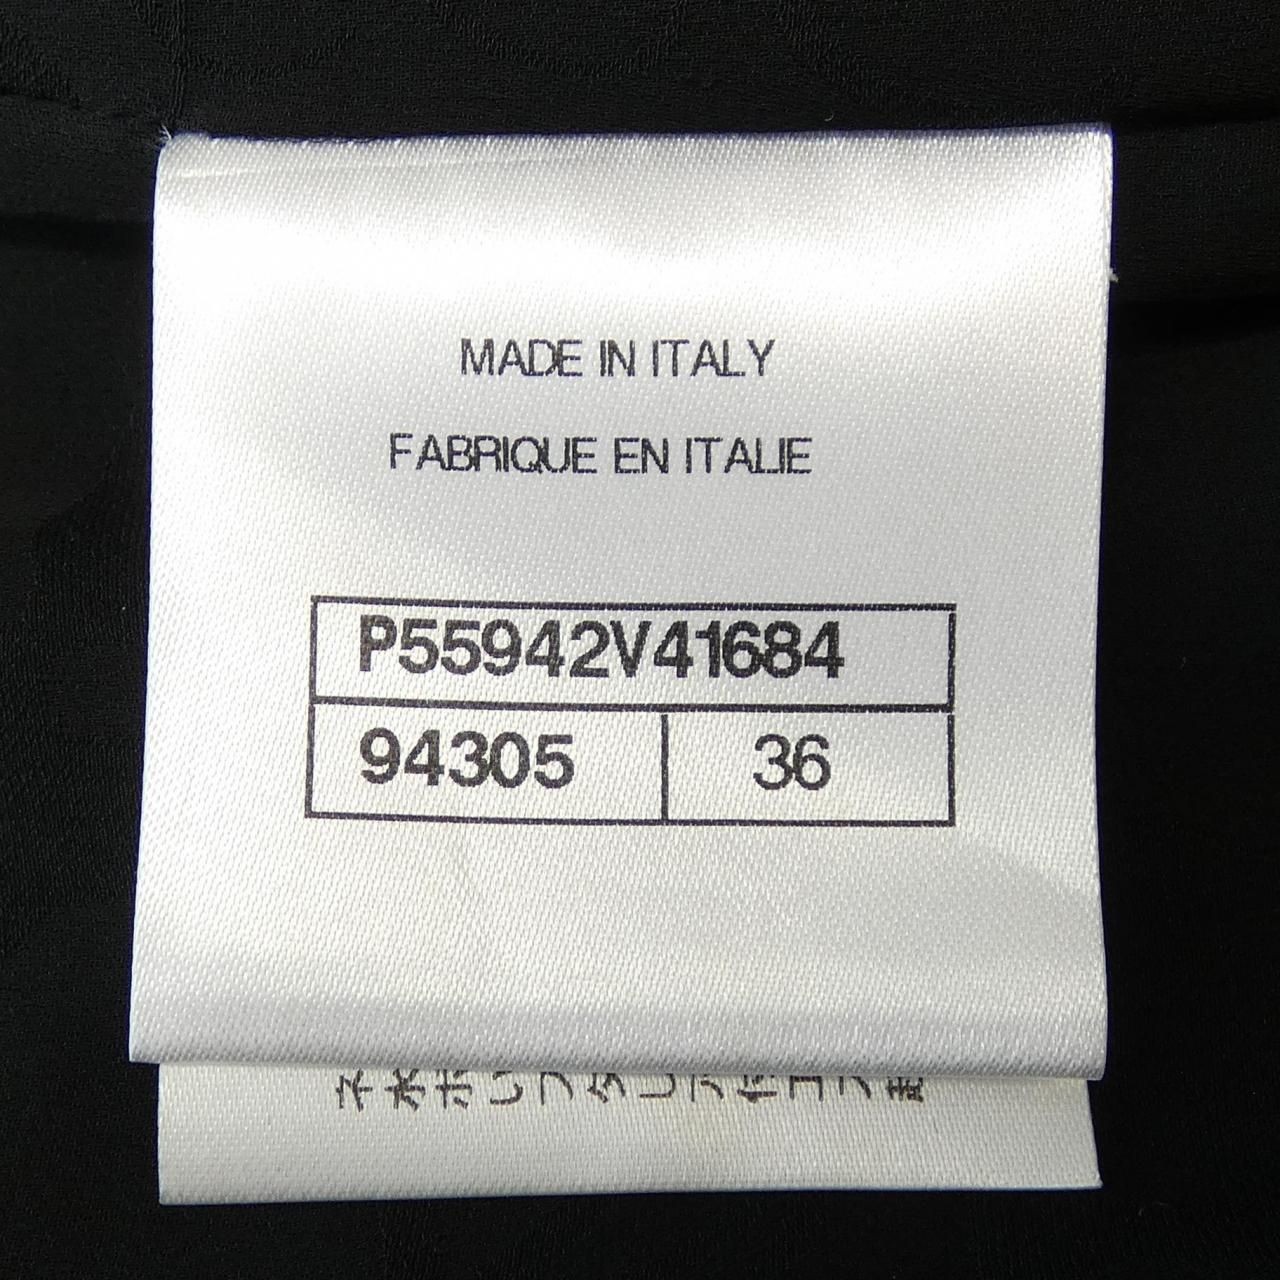 MADE IN ITALY
FABRIQUE EN ITALIE
P55942V41684
94305 36